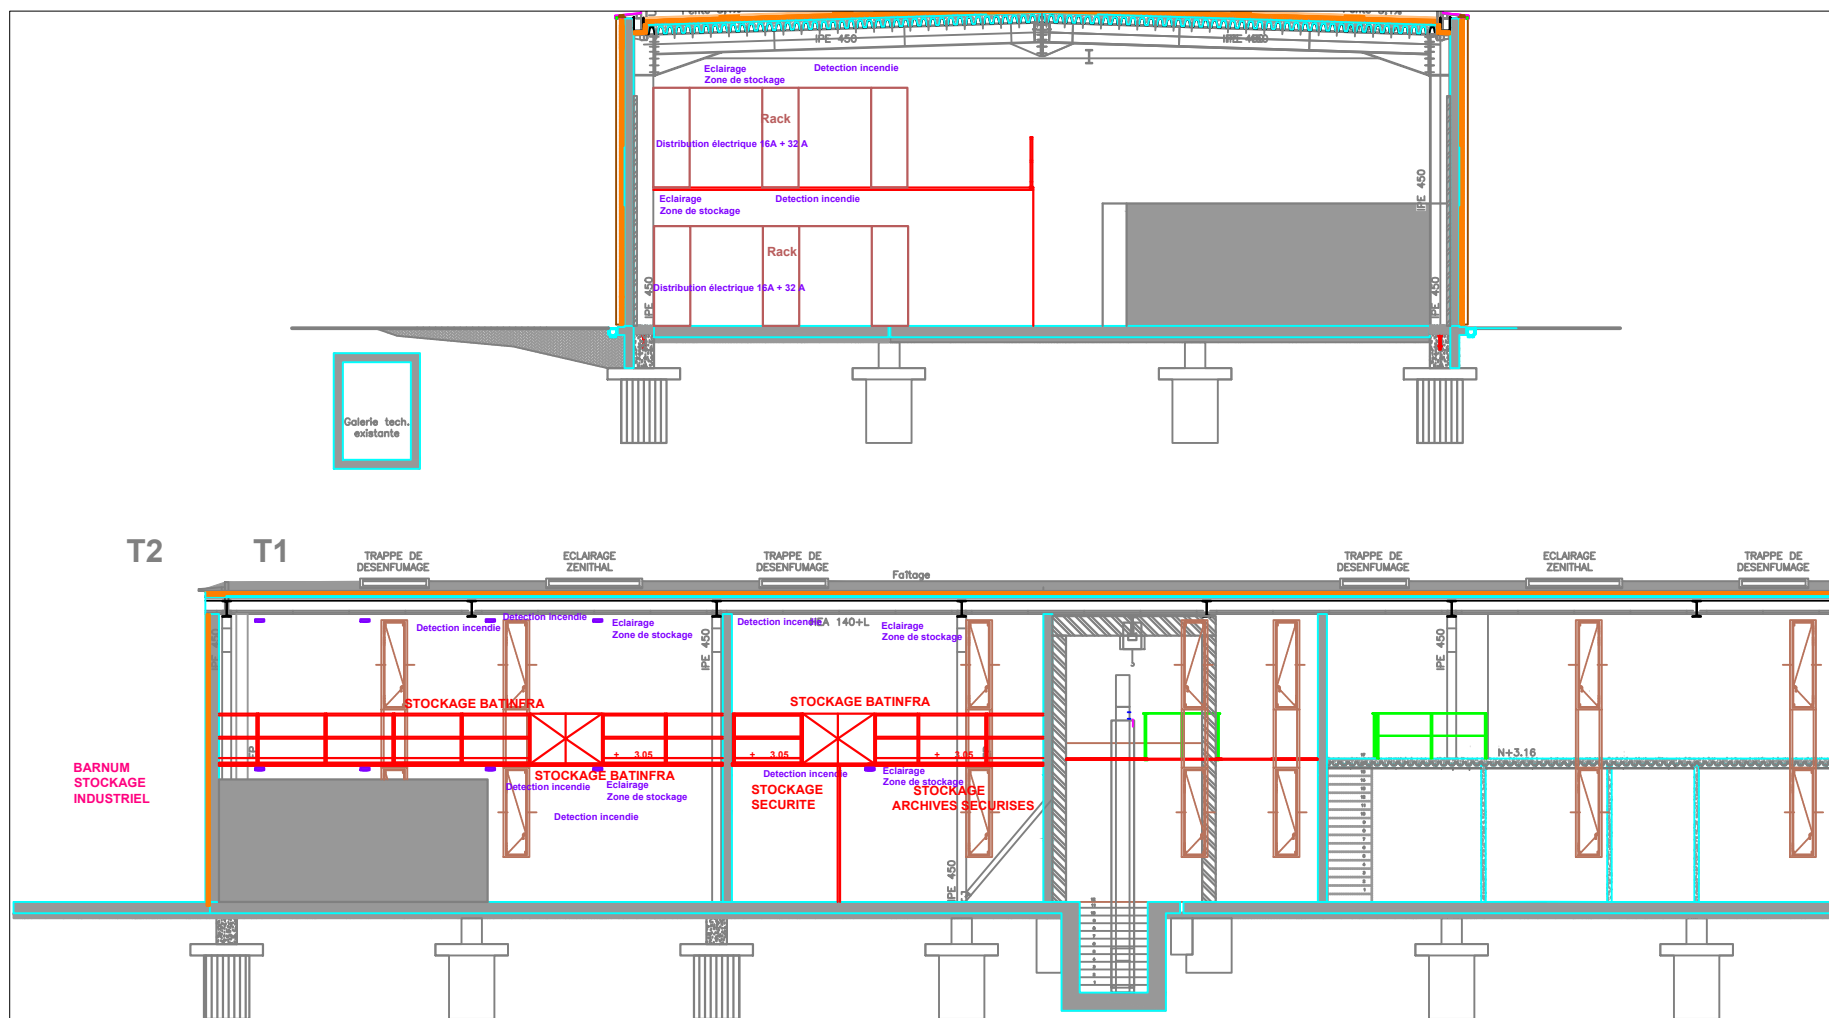 IPE 450
IPE 450
Eclairage
Zone de stockage
Detection incendie
Rack
Distribution électrique 16A + 32 A
IPE 450
Eclairage
Zone de stockage
Detection incendie
Rack
Distribution électrique 16A + 32 A
IPE 450
IPE 450
Galerie tech.
existante
T2
T1
TRAPPE DE
DESENFUMAGE
ECLAIRAGE
ZENITHAL
TRAPPE DE
DESENFUMAGE
Faîtage
TRAPPE DE
DESENFUMAGE
ECLAIRAGE
ZENITHAL
TRAPPE DE
DESENFUMAGE
IPE 450
Detection incendie
Detection incendie
Eclairage
Zone de stockage
IPE 450
Detection incendie
HEA 140+L
Eclairage
Zone de stockage
IPE 450
STOCKAGE BATINFRA
STOCKAGE BATINFRA
+ 3.05
+ 3.05
+ 3.05
N+3.16
BARNUM
STOCKAGE
INDUSTRIEL
STOCKAGE BATINFRA
Detection incendie
Eclairage
Zone de stockage
Detection incendie
Detection incendie
Eclairage
Zone de stockage
STOCKAGE
SECURITE
STOCKAGE
ARCHIVES SECURISES
IPE 450